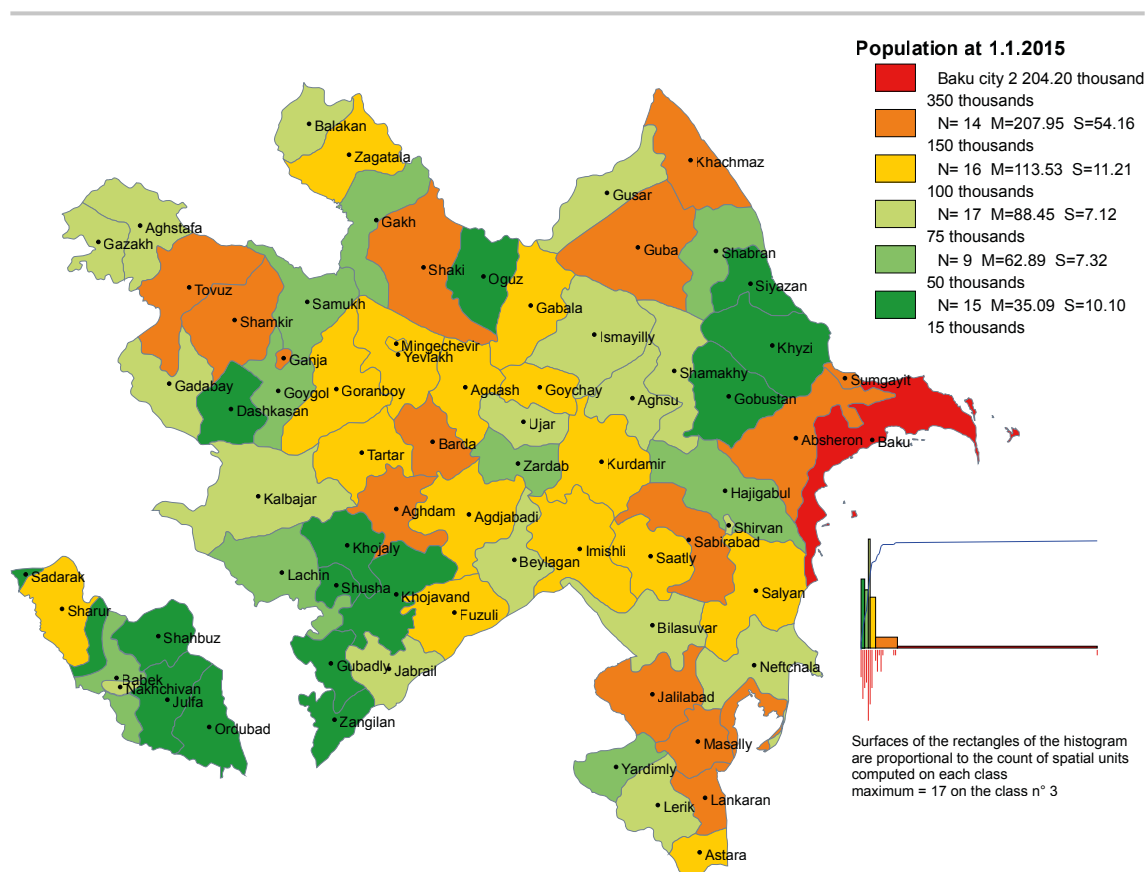 Population at 1.1.2015
Baku city 2 204.20 thousand
350 thousands
N= 14 M=207.95 S=54.16
150 thousands
N= 16 M=113.53 S=11.21
100 thousands
N= 17 M=88.45 S=7.12
75 thousands
N= 9 M=62.89 S=7.32
50 thousands
N= 15 M=35.09 S=10.10
15 thousands
Balakan
Zagatala
Khachmaz
Gusar
Gakh
Aghstafa
Gazakh
Guba
Shabran
Shaki
Oguz
Siyazan
Tovuz
Samukh
Gabala
Shamkir
Ismayilly
Mingechevir
Yevlakh
Khyzi
Ganja
Shamakhy
Sumgayit
Gadabay
Goygol
Goranboy
Agdash
Goychay
Aghsu
Gobustan
Dashkasan
Ujar
Absheron
Baku
Barda
Tartar
Zardab
Kurdamir
Kalbajar
Hajigabul
Aghdam
Agdjabadi
Shirvan
Sabirabad
Khojaly
Imishli
Saatly
Beylagan
Sadarak
Lachin
Shusha
Khojavand
Salyan
Sharur
Fuzuli
Bilasuvar
Shahbuz
Gubadly
Jabrail
Neftchala
Babek
Nakhchivan
Julfa
Jalilabad
Zangilan
Ordubad
Masally
Yardimly
Lankaran
Lerik
Astara
Surfaces of the rectangles of the histogram
are proportional to the count of spatial units
computed on each class
maximum = 17 on the class n° 3